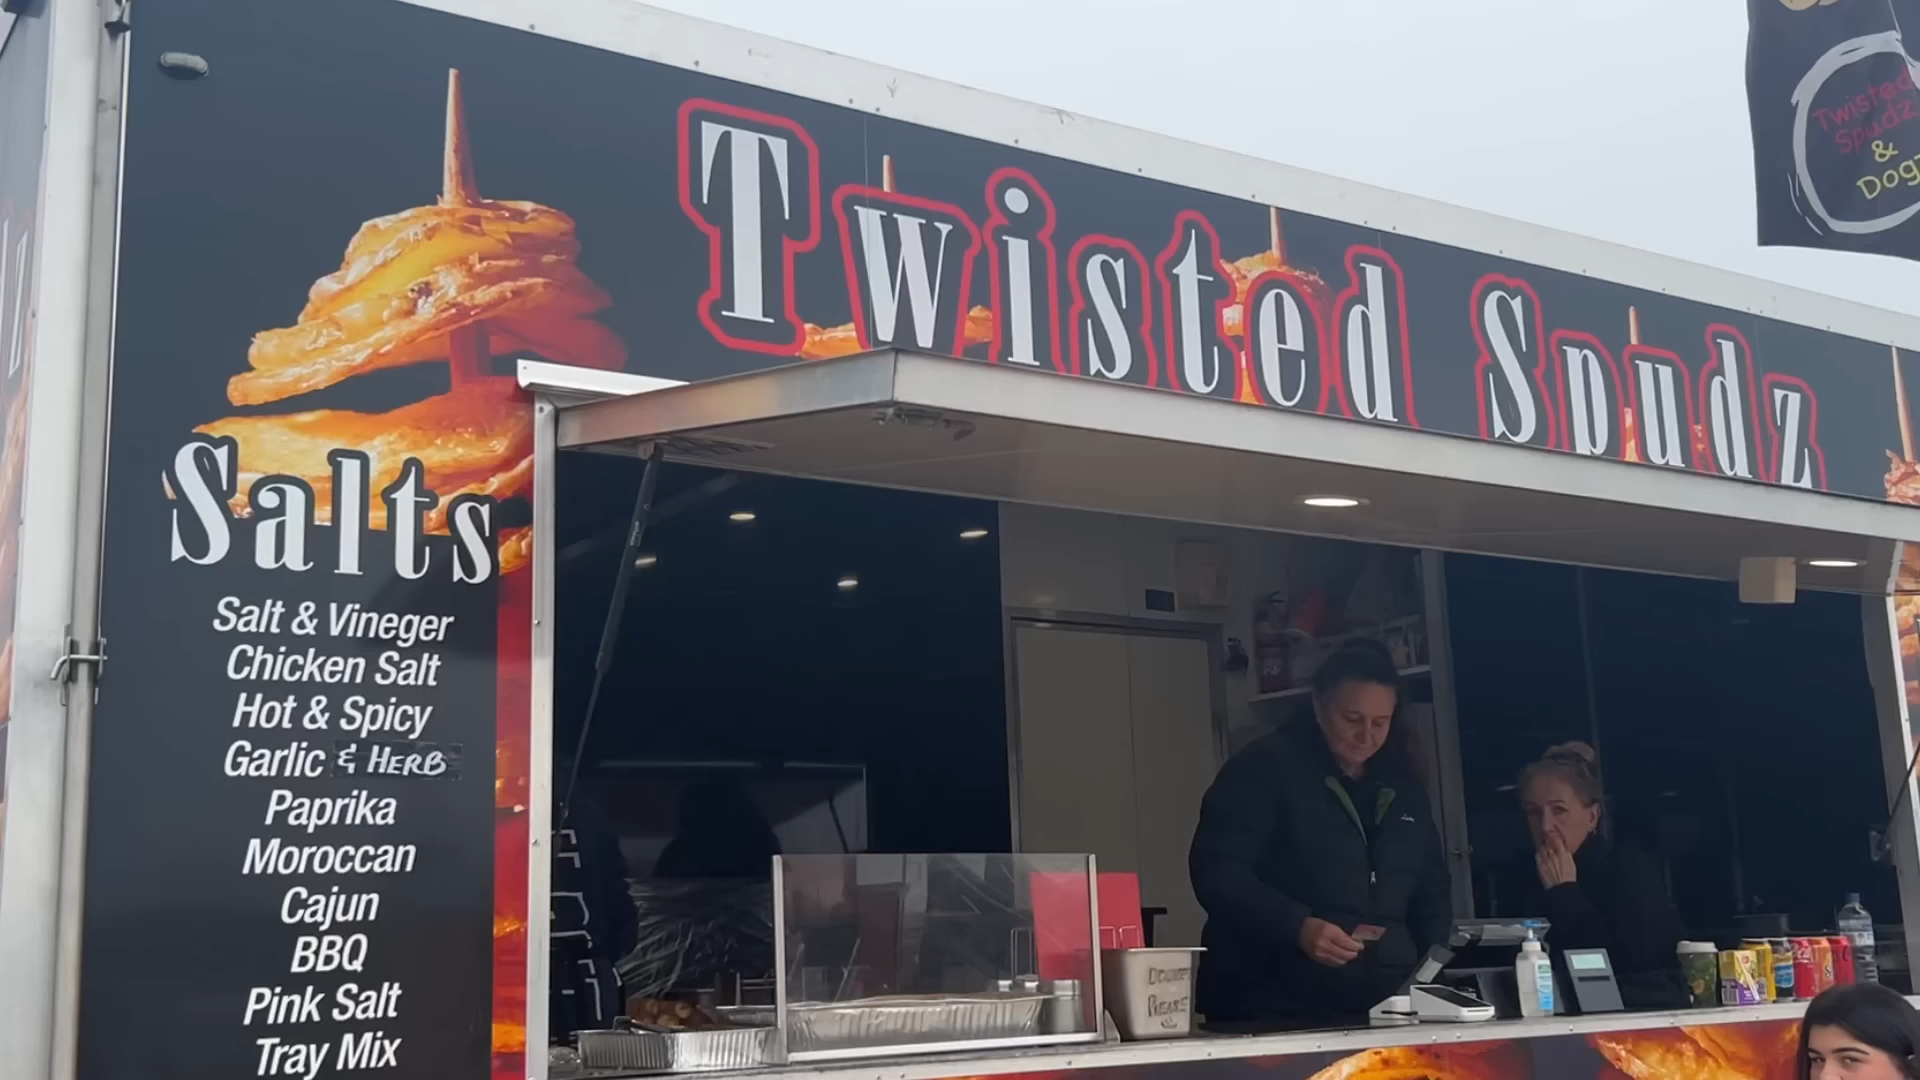 Twisted Spudz
Twisted
Spudz
&
Dogz
Salts
Salt & Vineger
Chicken Salt
Hot & Spicy
Garlic & HERB
Paprika
Moroccan
Cajun
BBQ
Pink Salt
Tray Mix
PLEASE